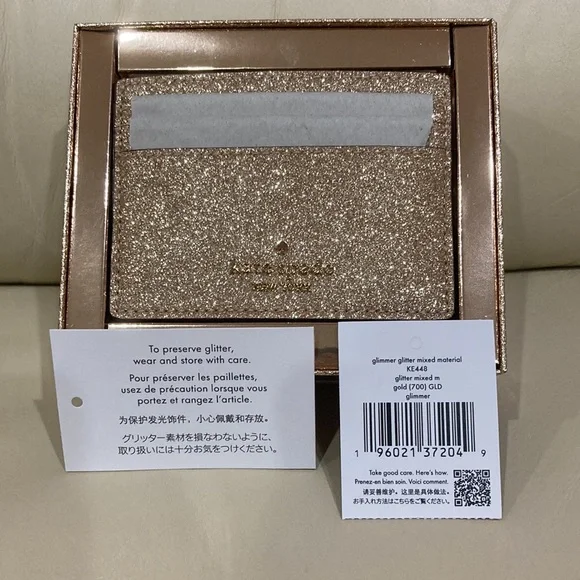 kate spade
NEW YORK
To preserve glitter,
wear and store with care.
Pour préserver les paillettes,
usez de précaution lorsque vous
portez et rangez l'article.
为保护发光饰件，小心佩戴和存放。
グリッター素材を損なわないように、
取り扱いには十分お気をつけください。
glimmer glitter mixed material
KE448
glitter mixed m
gold (700) GLD
glimmer
1 96021 37204 9
Take good care. Here's how.
Prenez-en bien soin. Voici comment.
请妥善维护。这里是具体做法
お手入れ方法はこちらをご覧ください。